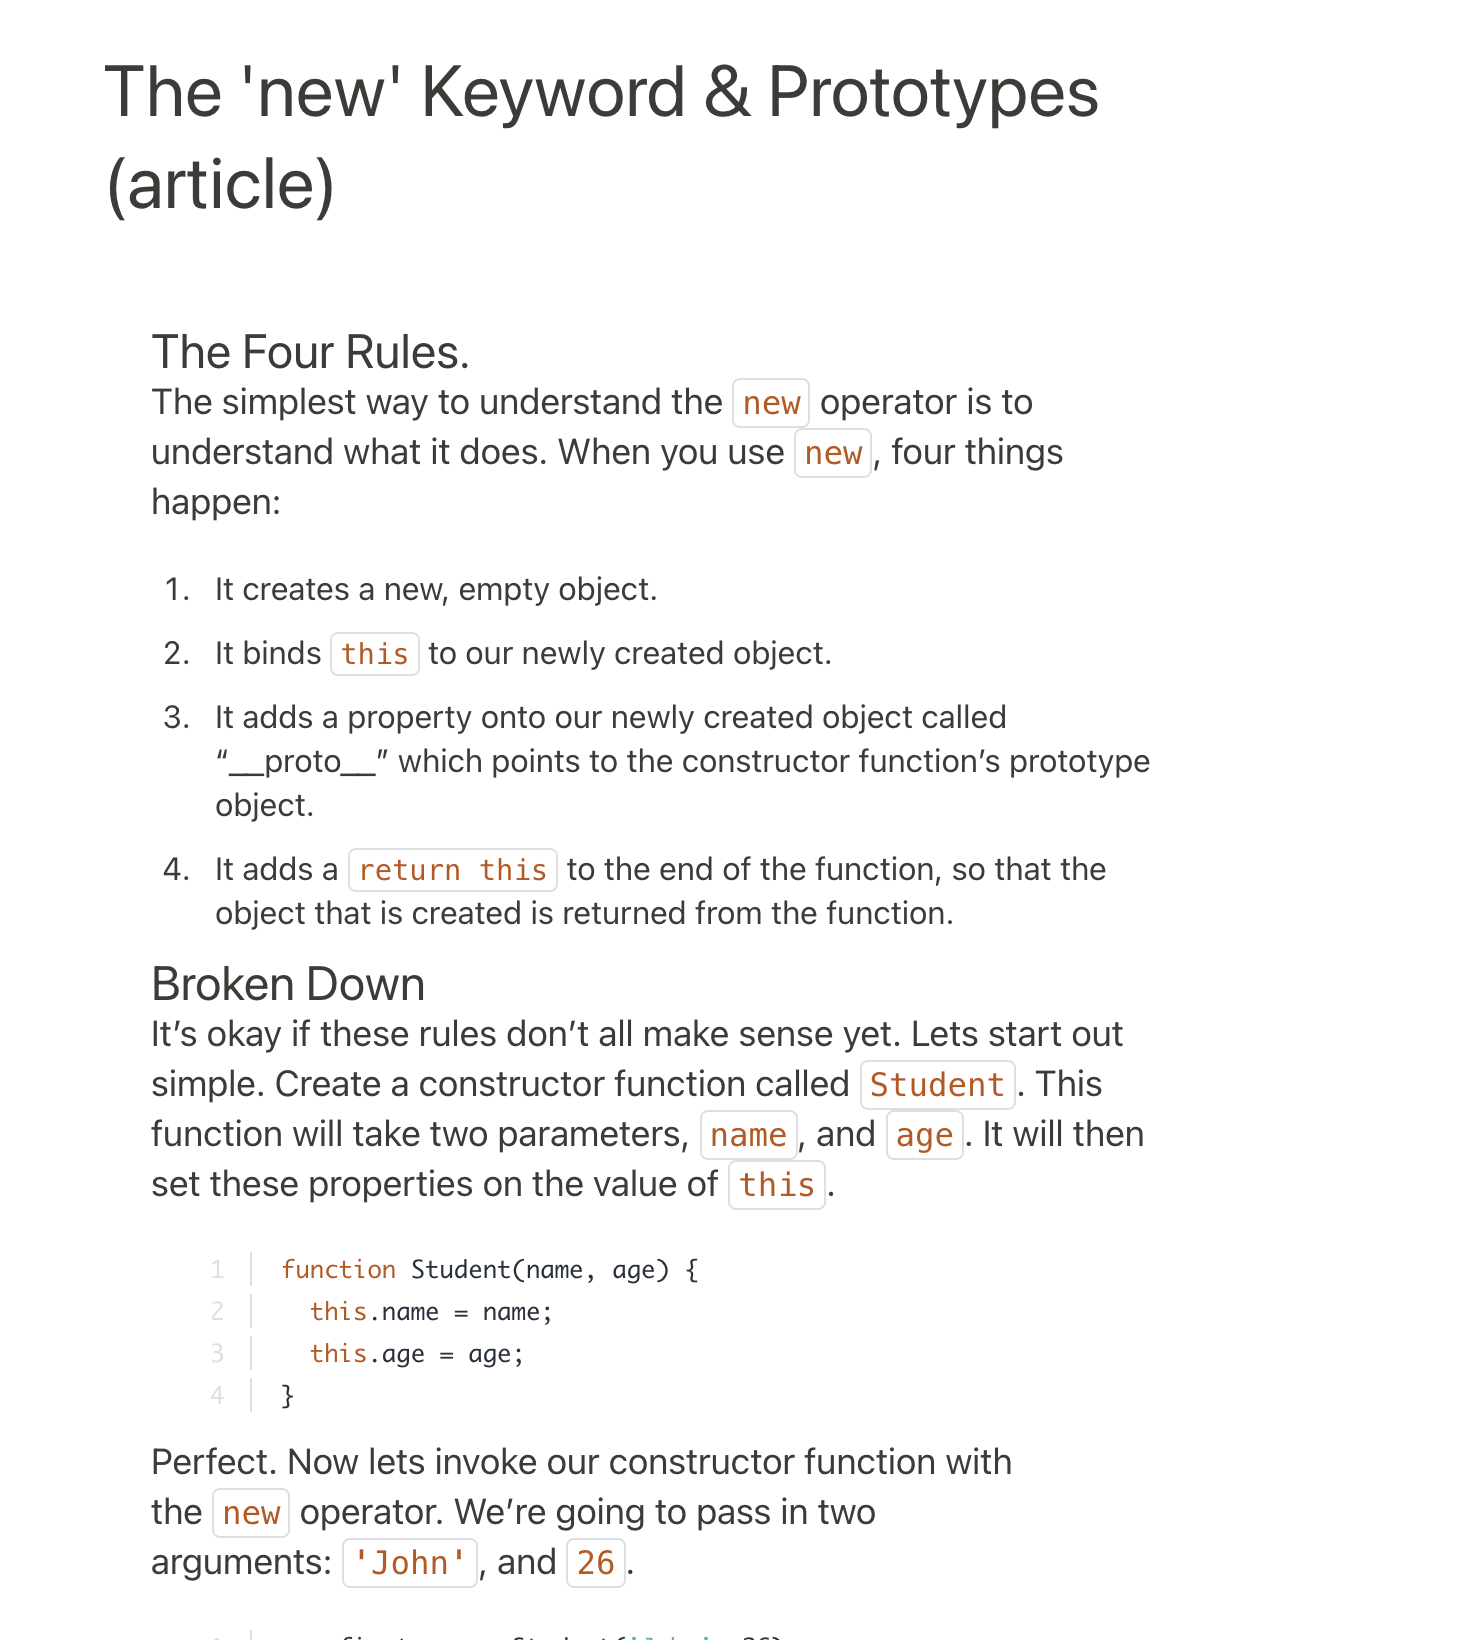 The 'new' Keyword & Prototypes
(article)
The Four Rules.
The simplest way to understand the new operator is to
understand what it does. When you use new, four things
happen:
1. It creates a new, empty object.
2. It binds this to our newly created object.
3. It adds a property onto our newly created object called
“__proto__” which points to the constructor function’s prototype
object.
4. It adds a return this to the end of the function, so that the
object that is created is returned from the function.
Broken Down
It’s okay if these rules don’t all make sense yet. Lets start out
simple. Create a constructor function called Student. This
function will take two parameters, name, and age. It will then
set these properties on the value of this.
1 function Student(name, age) {
2 this.name = name;
3 this.age = age;
4 }
Perfect. Now lets invoke our constructor function with
the new operator. We’re going to pass in two
arguments: 'John', and 26.